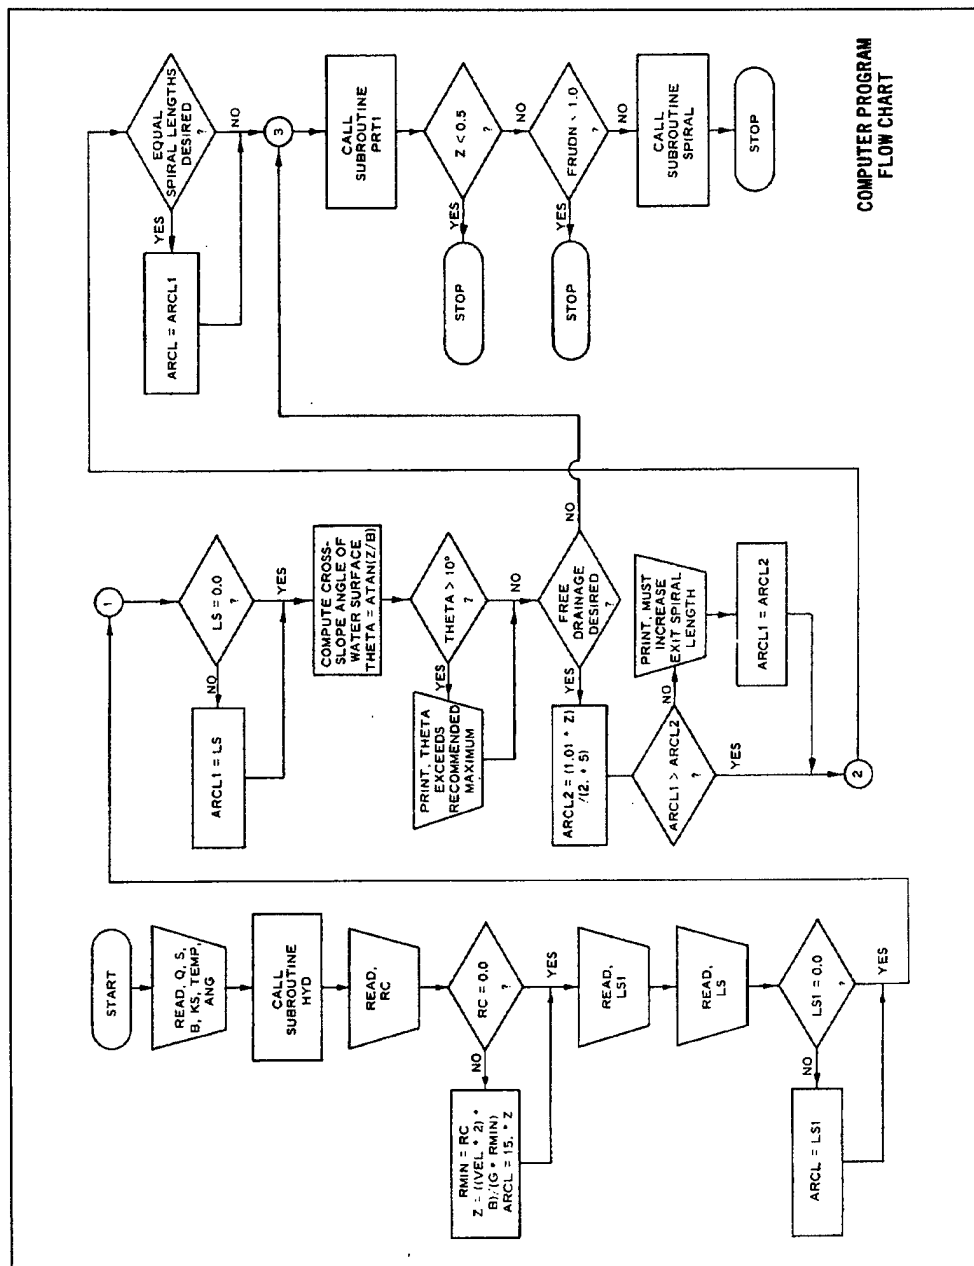 START
READ, Q, S,
B, KS, TEMP,
ANG
CALL
SUBROUTINE
HYD
READ,
RC
RC = 0.0
?
NO
YES
RMIN = RC
Z = ((VEL * 2) *
B)/(G * RMIN)
ARCL = 15. * Z
READ,
LS1
READ,
LS
LS1 = 0.0
?
NO
YES
ARCL = LS1
1
LS = 0.0
?
NO
YES
ARCL1 = LS
COMPUTE CROSS-
SLOPE ANGLE OF
WATER SURFACE
THETA = ATAN(Z/B)
THETA > 10°
?
YES
NO
PRINT, THETA
EXCEEDS
RECOMMENDED
MAXIMUM
FREE
DRAINAGE
DESIRED
?
YES
NO
ARCL2 = (1.01 * Z)
/(2. * S)
ARCL1 > ARCL2
?
NO
YES
PRINT, MUST
INCREASE
EXIT SPIRAL
LENGTH
ARCL1 = ARCL2
2
EQUAL
SPIRAL LENGTHS
DESIRED
?
YES
NO
ARCL = ARCL1
3
CALL
SUBROUTINE
PRT1
Z < 0.5
?
YES
NO
STOP
FRUDN < 1.0
?
YES
NO
STOP
CALL
SUBROUTINE
SPIRAL
STOP
COMPUTER PROGRAM
FLOW CHART